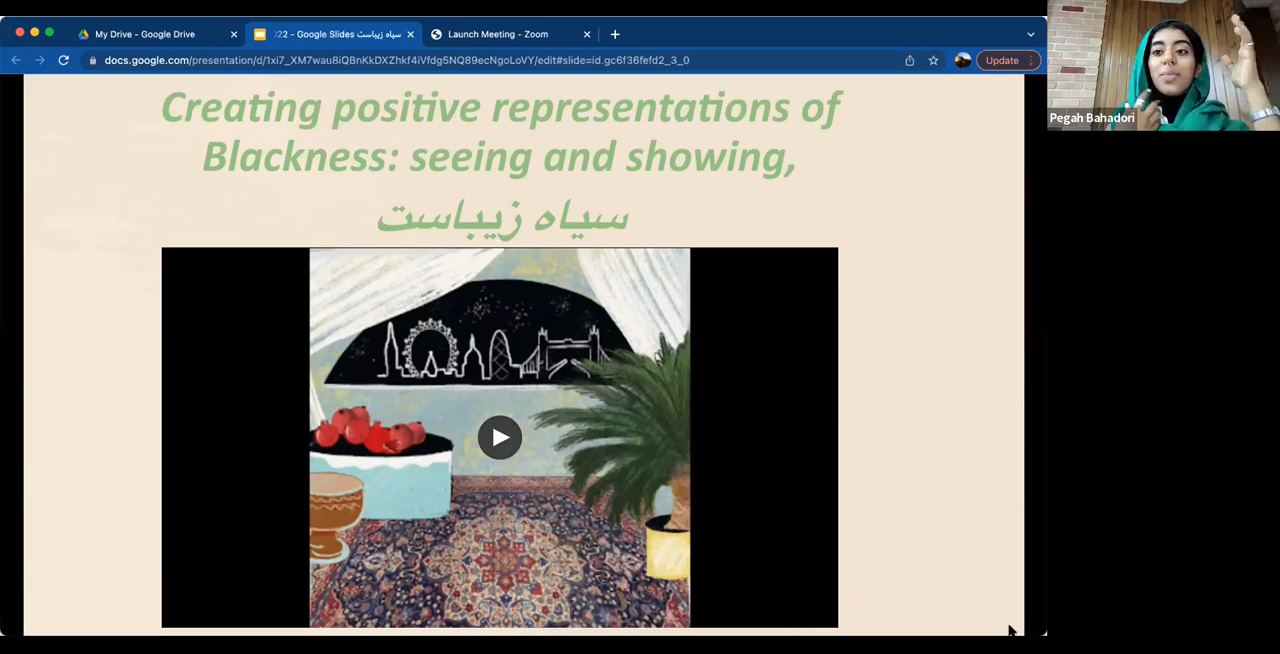 My Drive - Google Drive
22 - Google Slides سیاه زیباست
Launch Meeting - Zoom
docs.google.com/presentation/d/1xi7_XM7wau8iQBnKkDXZhkf4iVfdg5NQ89ecNgoLoVY/edit#slide=id.gc6f36fefd2_3_0
Update
Creating positive representations of
Blackness: seeing and showing,
سیاه زیباست
Pegah Bahadori